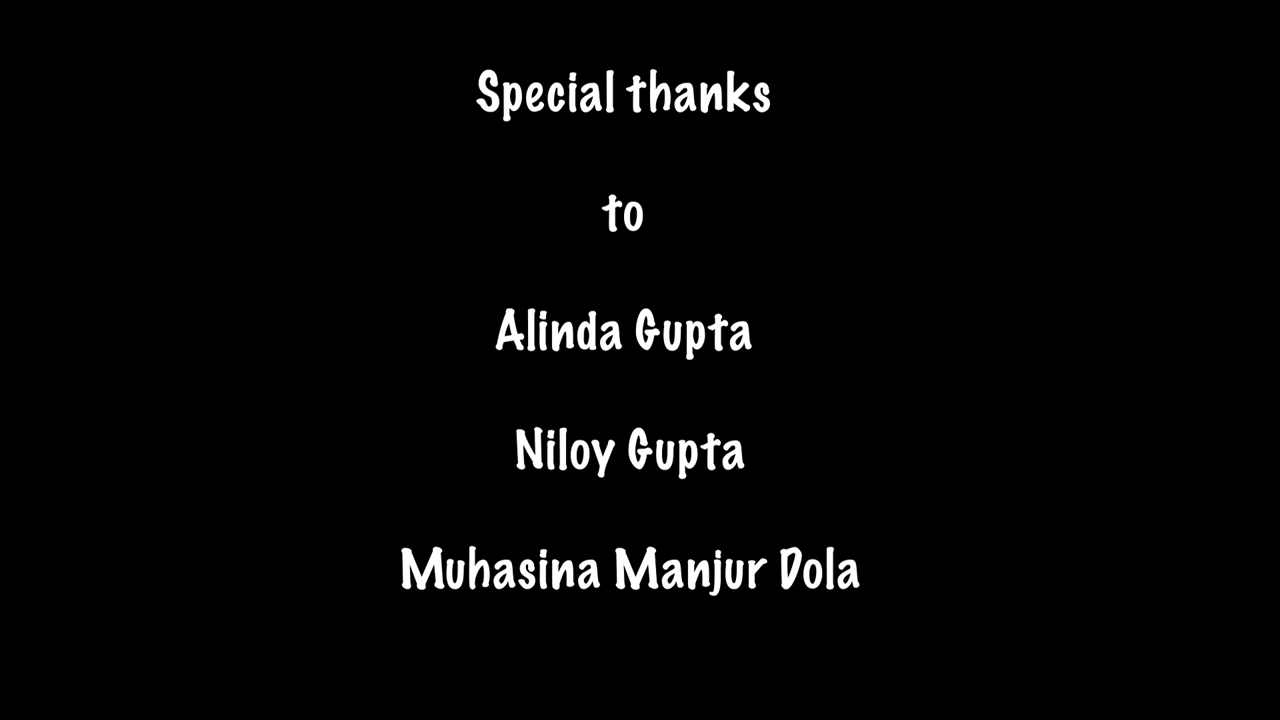 Special thanks
to
Alinda Gupta
Niloy Gupta
Muhasina Manjur Dola